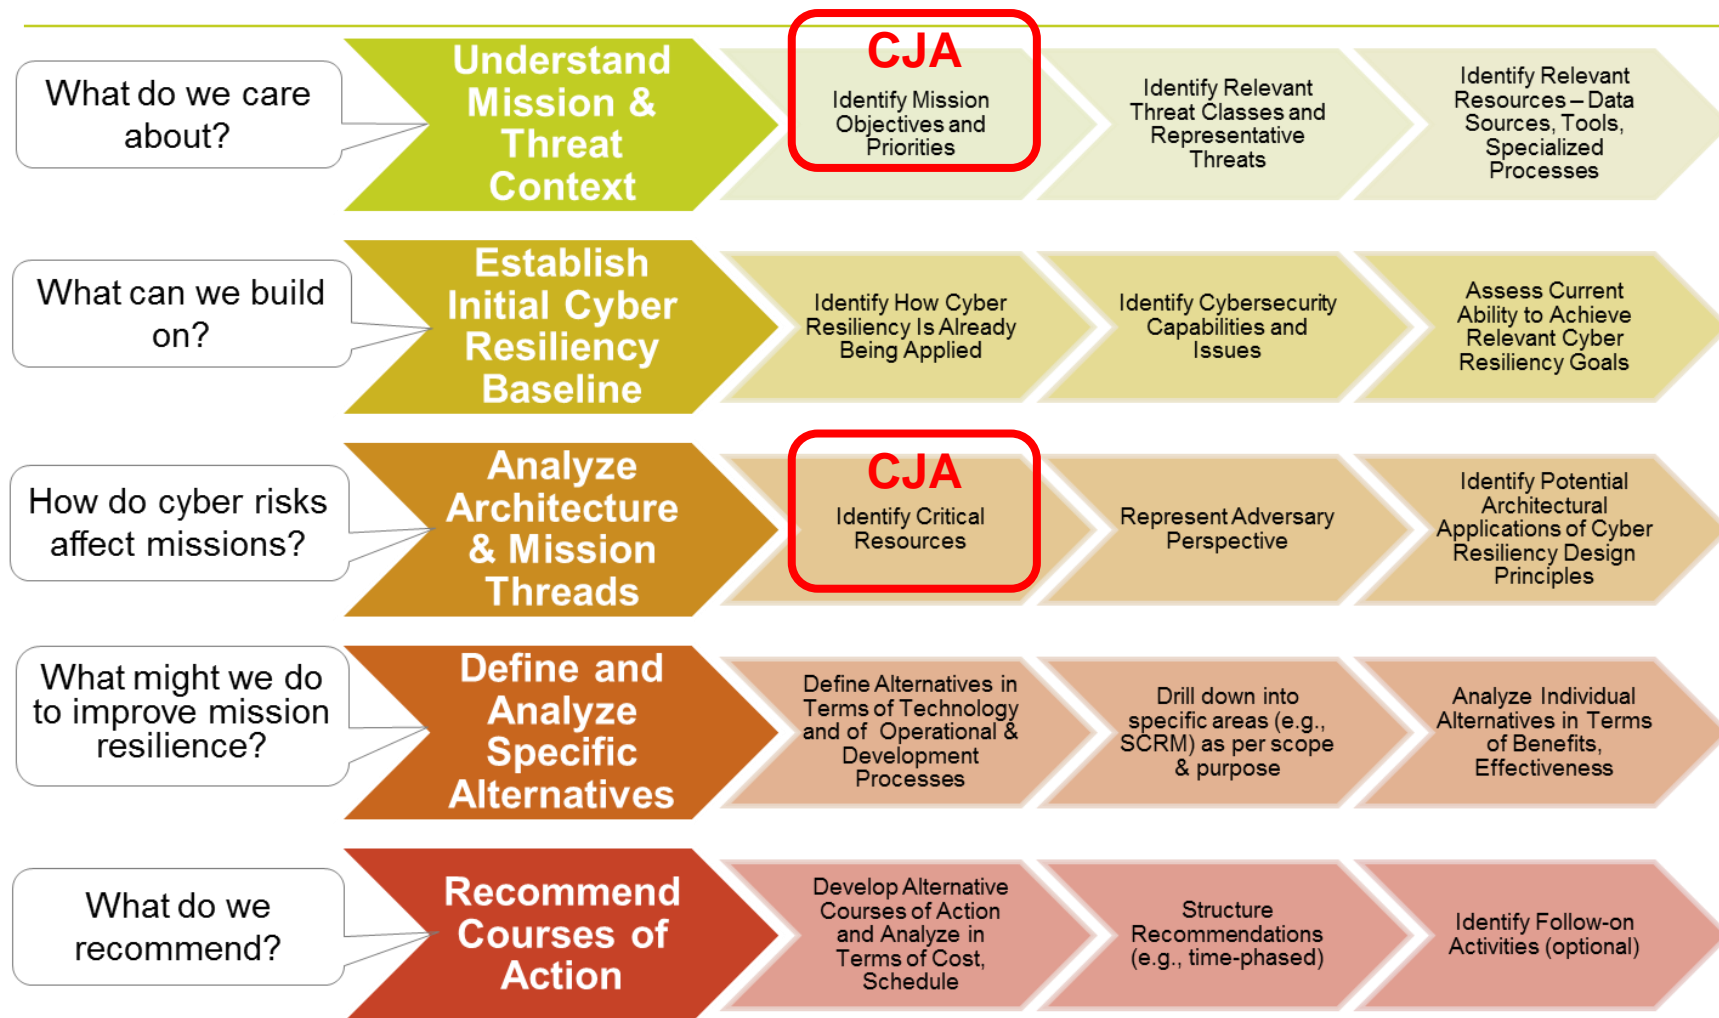 What do we care
about?
Understand
Mission &
Threat
Context
CJA
Identify Mission
Objectives and
Priorities
Identify Relevant
Threat Classes and
Representative
Threats
Identify Relevant
Resources – Data
Sources, Tools,
Specialized
Processes
What can we build
on?
Establish
Initial Cyber
Resiliency
Baseline
Identify How Cyber
Resiliency Is Already
Being Applied
Identify Cybersecurity
Capabilities and
Issues
Assess Current
Ability to Achieve
Relevant Cyber
Resiliency Goals
How do cyber risks
affect missions?
Analyze
Architecture
& Mission
Threads
CJA
Identify Critical
Resources
Represent Adversary
Perspective
Identify Potential
Architectural
Applications of Cyber
Resiliency Design
Principles
What might we do
to improve mission
resilience?
Define and
Analyze
Specific
Alternatives
Define Alternatives in
Terms of Technology
and of Operational &
Development
Processes
Drill down into
specific areas (e.g.,
SCRM) as per scope
& purpose
Analyze Individual
Alternatives in Terms
of Benefits,
Effectiveness
What do we
recommend?
Recommend
Courses of
Action
Develop Alternative
Courses of Action
and Analyze in
Terms of Cost,
Schedule
Structure
Recommendations
(e.g., time-phased)
Identify Follow-on
Activities (optional)